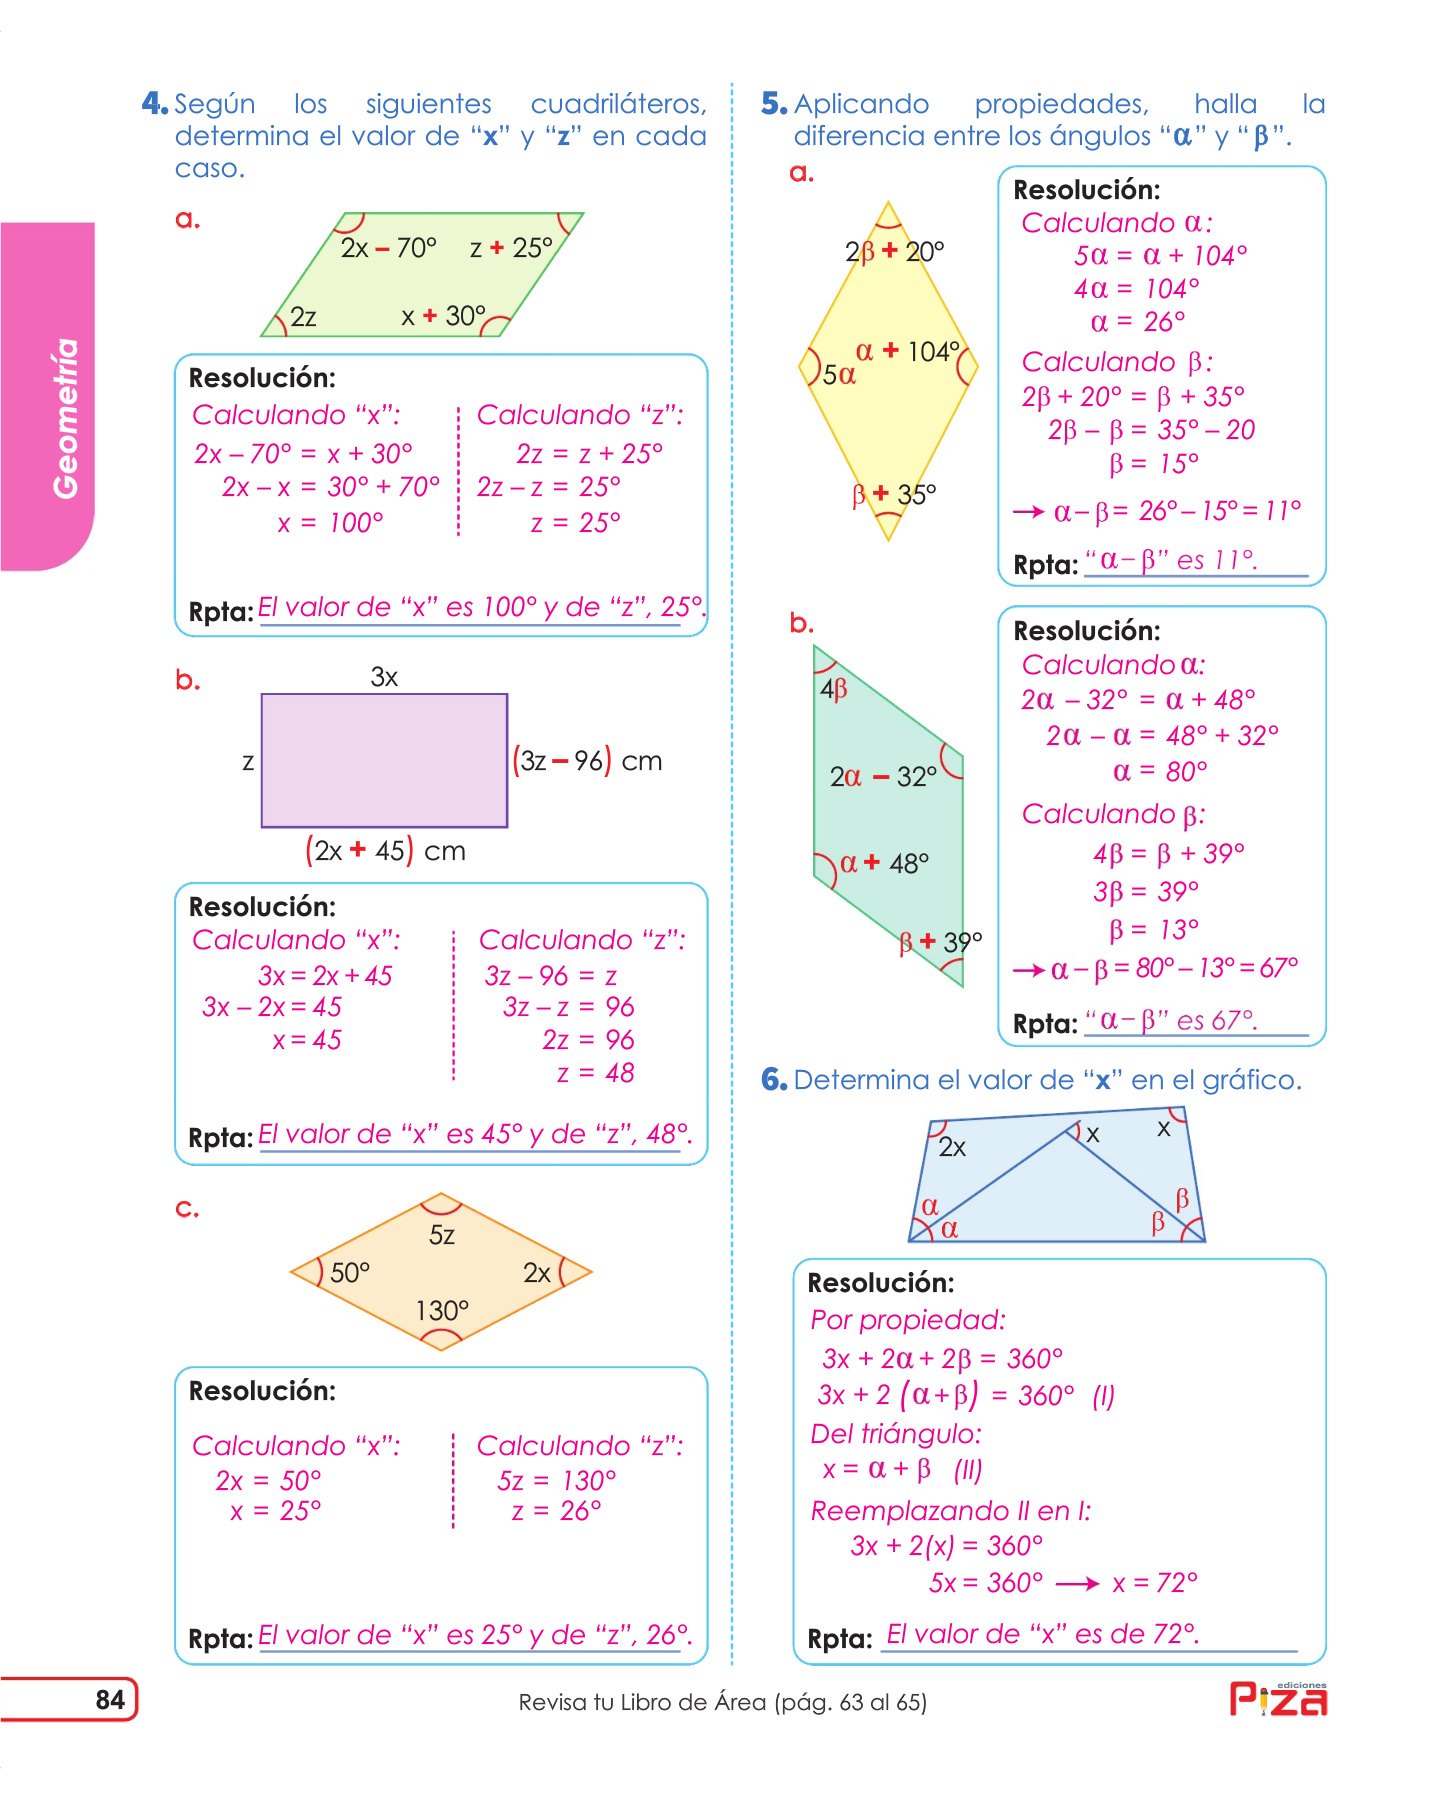 Geometría
4. Según los siguientes cuadriláteros,
determina el valor de “x” y “z” en cada
caso.
a.
2x – 70° z + 25°
2z x + 30°
Resolución:
Calculando “x”: Calculando “z”:
2x – 70° = x + 30° 2z = z + 25°
2x – x = 30° + 70° 2z – z = 25°
x = 100° z = 25°
Rpta: El valor de “x” es 100° y de “z”, 25°.
b.
3x
z (3z – 96) cm
(2x + 45) cm
Resolución:
Calculando “x”: Calculando “z”:
3x = 2x + 45 3z – 96 = z
3x – 2x = 45 3z – z = 96
x = 45 2z = 96
z = 48
Rpta: El valor de “x” es 45° y de “z”, 48°.
c.
5z
50° 2x
130°
Resolución:
Calculando “x”: Calculando “z”:
2x = 50° 5z = 130°
x = 25° z = 26°
Rpta: El valor de “x” es 25° y de “z”, 26°.
5. Aplicando propiedades, halla la
diferencia entre los ángulos “α” y “β”.
a.
2β + 20°
α + 104°
5α
β + 35°
Resolución:
Calculando α:
5α = α + 104°
4α = 104°
α = 26°
Calculando β:
2β + 20° = β + 35°
2β – β = 35° – 20
β = 15°
→ α – β = 26° – 15° = 11°
Rpta: “α – β” es 11°.
b.
4β
2α – 32°
α + 48°
β + 39°
Resolución:
Calculando α:
2α – 32° = α + 48°
2α – α = 48° + 32°
α = 80°
Calculando β:
4β = β + 39°
3β = 39°
β = 13°
→ α – β = 80° – 13° = 67°
Rpta: “α – β” es 67°.
6. Determina el valor de “x” en el gráfico.
2x x x
α β
α β
Resolución:
Por propiedad:
3x + 2α + 2β = 360°
3x + 2 (α + β) = 360° (I)
Del triángulo:
x = α + β (II)
Reemplazando II en I:
3x + 2(x) = 360°
5x = 360° → x = 72°
Rpta: El valor de “x” es de 72°.
84
Revisa tu Libro de Área (pág. 63 al 65)
ediciones
PiZA